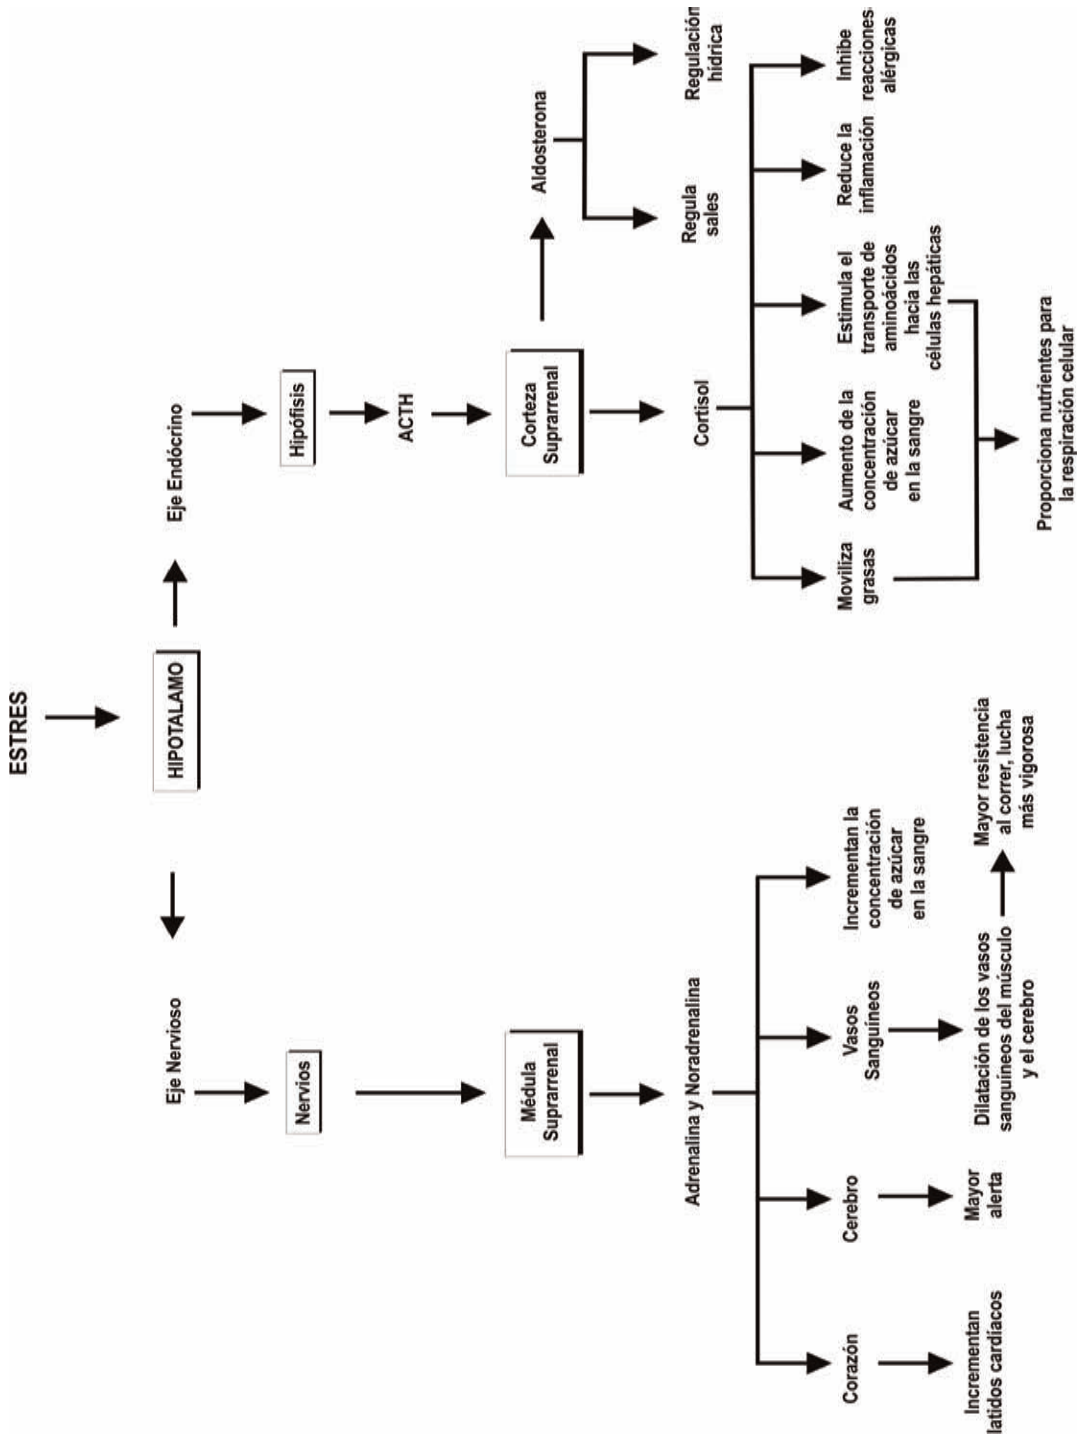 ESTRES
HIPOTALAMO
Eje Nervioso
Eje Endócrino
Nervios
Hipófisis
ACTH
Médula
Suprarrenal
Corteza
Suprarrenal
Aldosterona
Regula
sales
Regulación
hídrica
Adrenalina y Noradrenalina
Cortisol
Corazón
Incrementan
latidos cardíacos
Cerebro
Mayor
alerta
Vasos
Sanguíneos
Dilatación de los vasos
sanguíneos del músculo
y el cerebro
Mayor resistencia
al correr, lucha
más vigorosa
Incrementan la
concentración
de azúcar
en la sangre
Moviliza
grasas
Aumento de la
concentración
de azúcar
en la sangre
Estimula el
transporte de
aminoácidos
hacia las
células hepáticas
Reduce la
inflamación
Inhibe
reacciones
alérgicas
Proporciona nutrientes para
la respiración celular